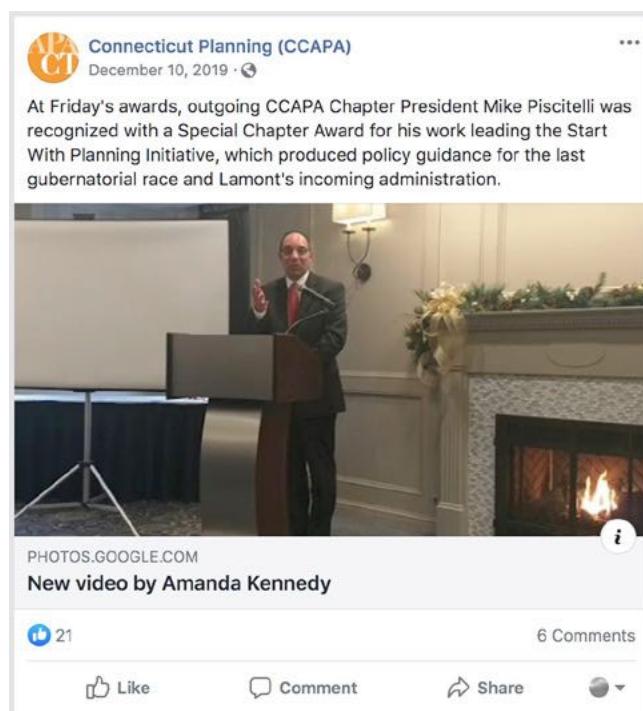 APA
CT
Connecticut Planning (CCAPA)
December 10, 2019 ·
At Friday's awards, outgoing CCAPA Chapter President Mike Piscitelli was
recognized with a Special Chapter Award for his work leading the Start
With Planning Initiative, which produced policy guidance for the last
gubernatorial race and Lamont's incoming administration.
i
PHOTOS.GOOGLE.COM
New video by Amanda Kennedy
21
6 Comments
Like
Comment
Share